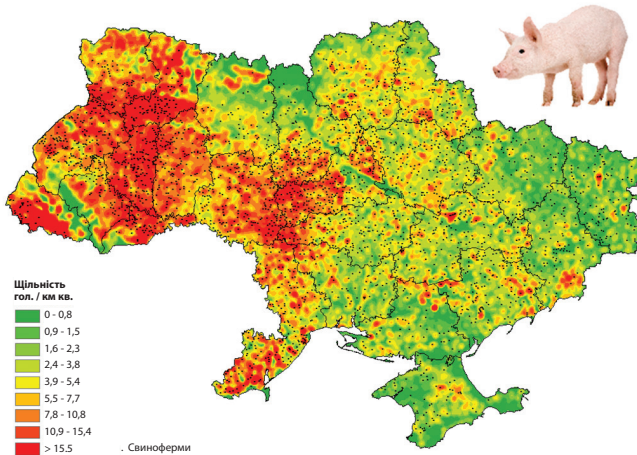 Щільність
гол. / км кв.
0 - 0,8
0,9 - 1,5
1,6 - 2,3
2,4 - 3,8
3,9 - 5,4
5,5 - 7,7
7,8 - 10,8
10,9 - 15,4
> 15.5
. Свиноферми